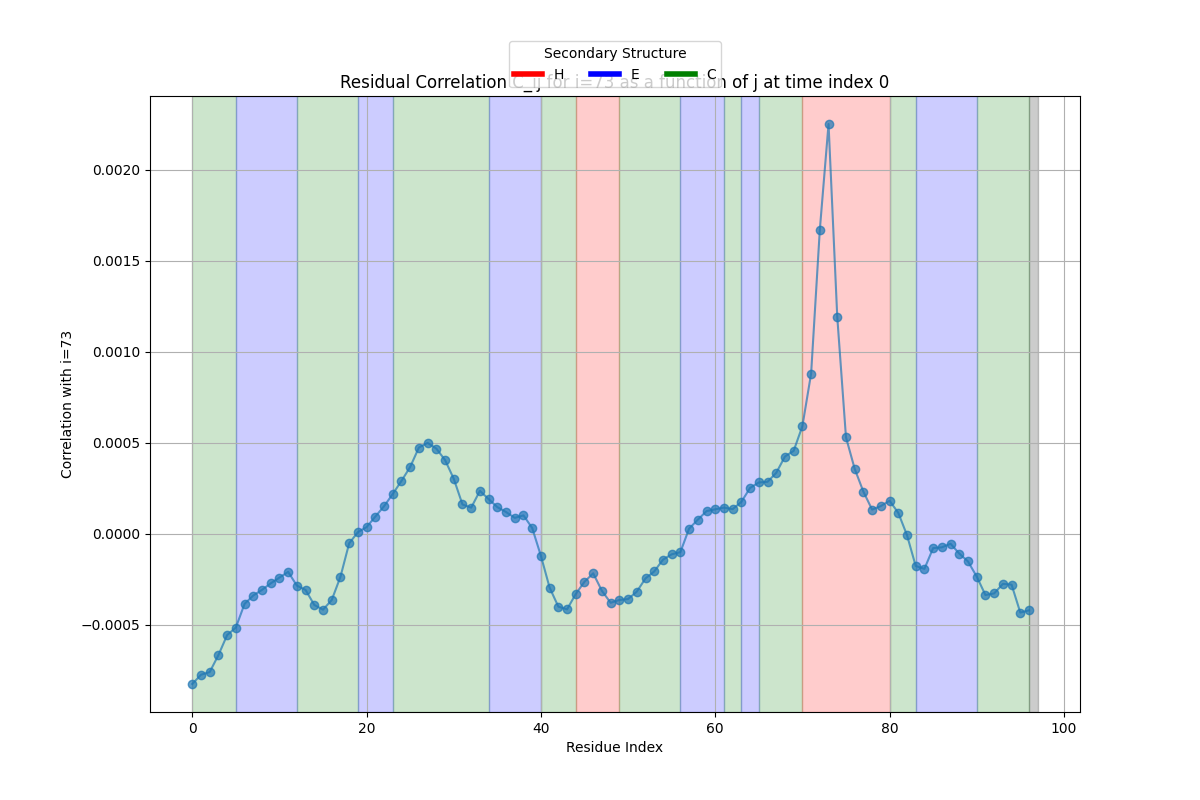 Secondary Structure
H E C
Residual Correlation C_ij for i=73 as a function of j at time index 0
0.0020
0.0015
0.0010
0.0005
0.0000
−0.0005
Correlation with i=73
0 20 40 60 80 100
Residue Index